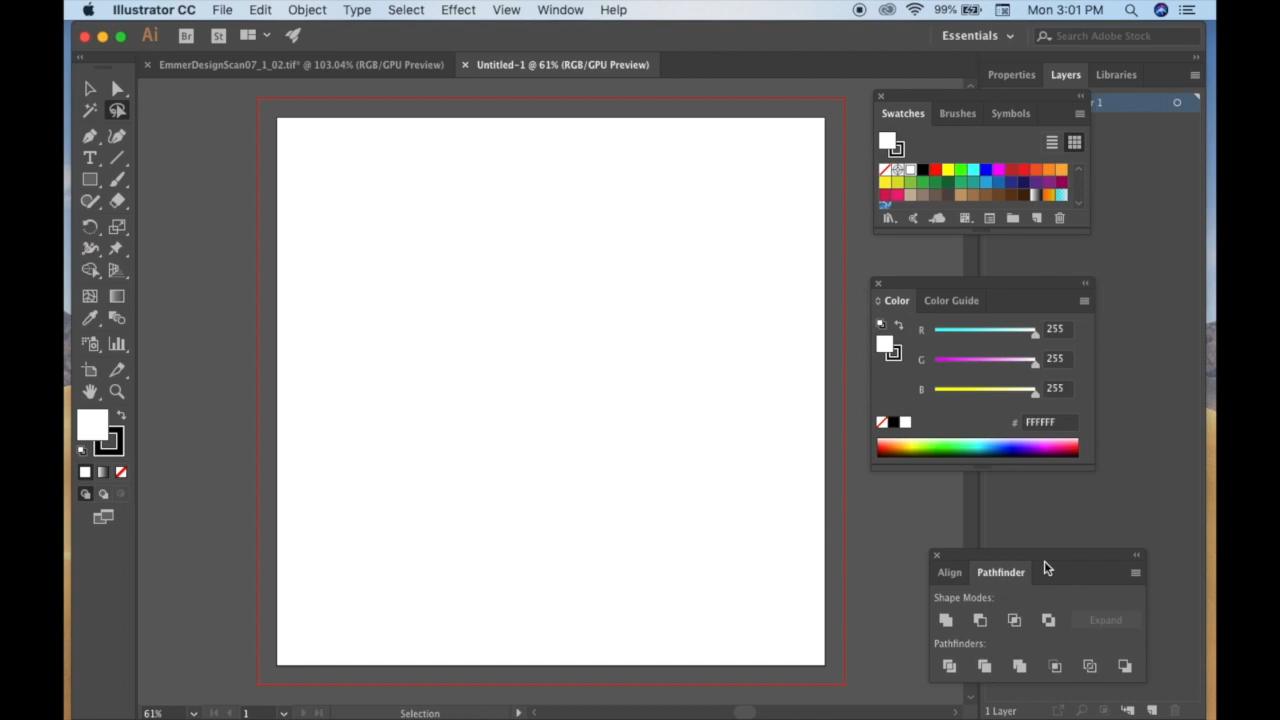 Illustrator CC File Edit Object Type Select Effect View Window Help 99% Mon 3:01 PM
Ai Br St Essentials Search Adobe Stock
EmmerDesignScan07_1_02.tif* @ 103.04% (RGB/GPU Preview) Untitled-1 @ 61% (RGB/GPU Preview)
Properties Layers Libraries
r 1
Swatches Brushes Symbols
Color Color Guide
R 255
G 255
B 255
# FFFFFF
Align Pathfinder
Shape Modes:
Expand
Pathfinders:
61% 1 Selection 1 Layer